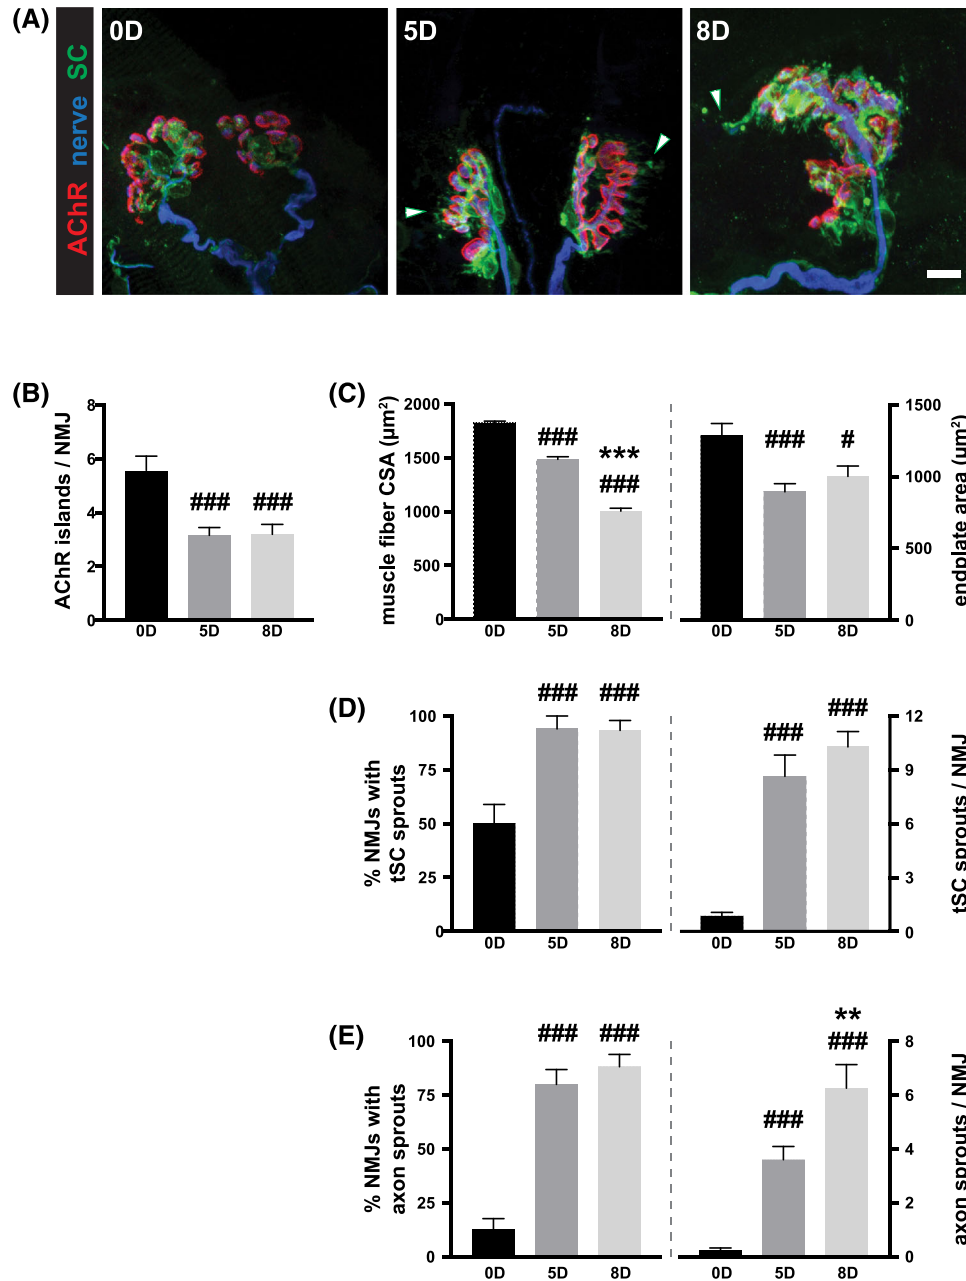 (A)
AChR nerve SC
0D
5D
8D
(B)
AChR islands / NMJ
8
6
4
2
0
###
###
0D
5D
8D
(C)
muscle fiber CSA (µm²)
2000
1500
1000
500
0
###
***
###
0D
5D
8D
###
#
0D
5D
8D
1500
1000
500
0
endplate area (µm²)
(D)
% NMJs with
tSC sprouts
100
75
50
25
0
###
###
0D
5D
8D
###
###
0D
5D
8D
12
9
6
3
0
tSC sprouts / NMJ
(E)
% NMJs with
axon sprouts
100
75
50
25
0
###
###
0D
5D
8D
###
**
###
0D
5D
8D
8
6
4
2
0
axon sprouts / NMJ